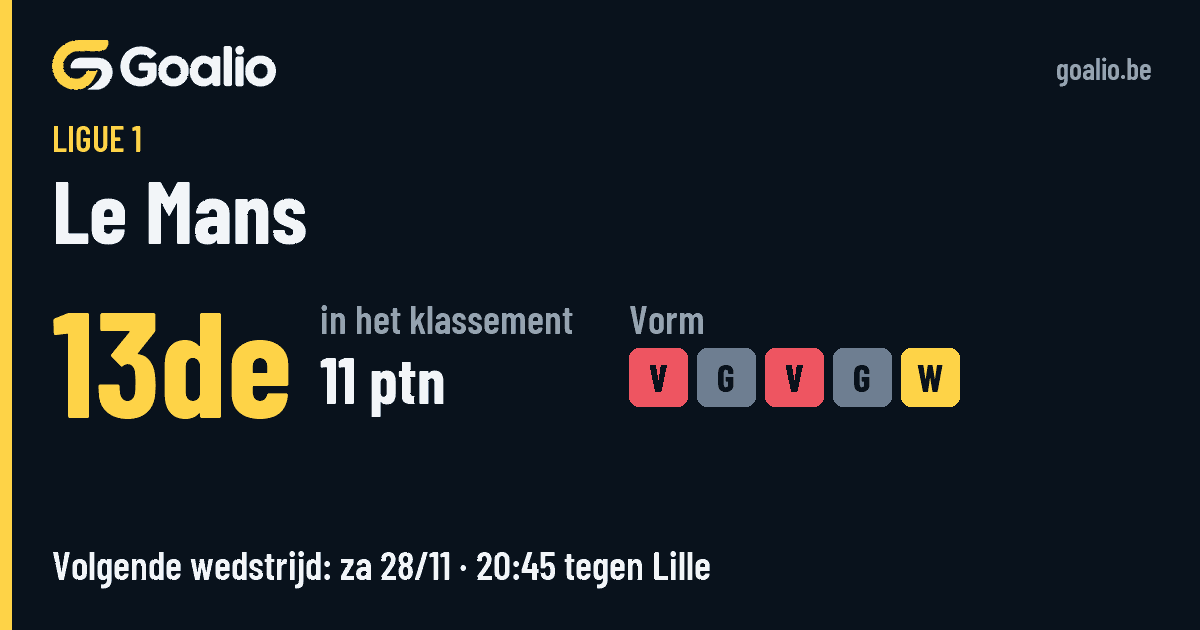 Goalio
goalio.be
LIGUE 1
Le Mans
13de
in het klassement
11 ptn
Vorm
V G V G W
Volgende wedstrijd: za 28/11 · 20:45 tegen Lille